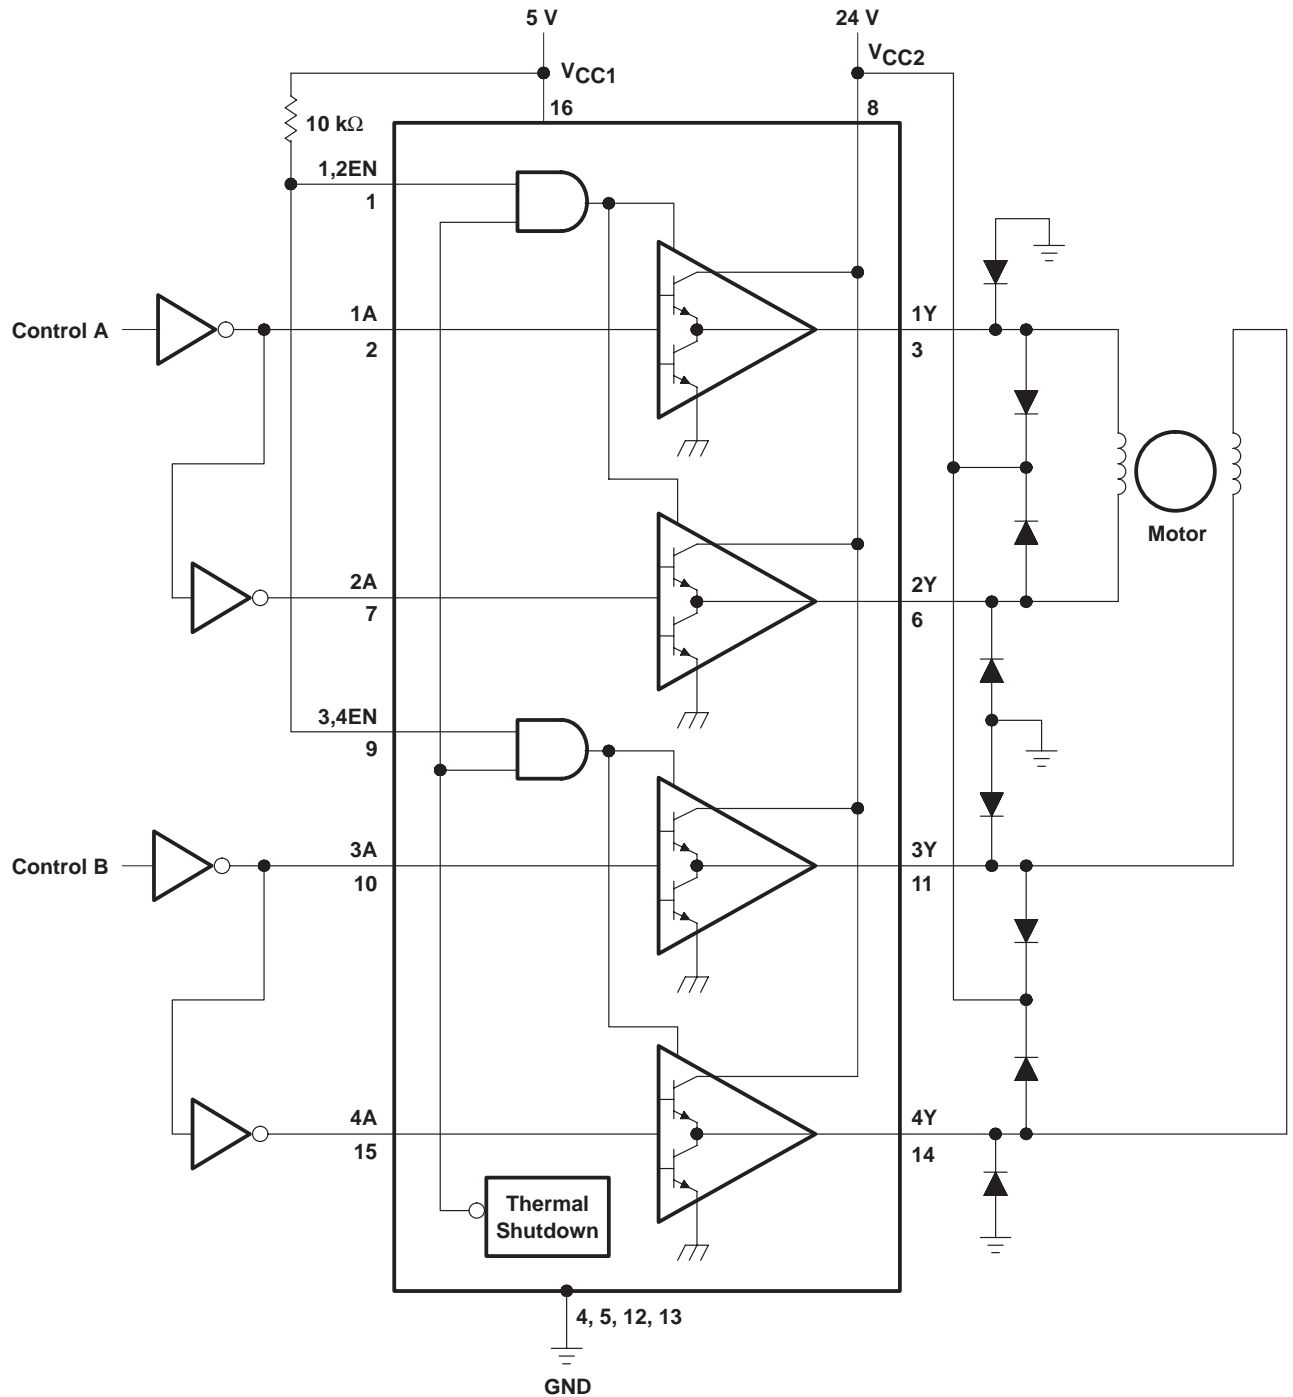 5 V
24 V
VCC1
VCC2
16
8
10 kΩ
1,2EN
1
Control A
1A
2
1Y
3
Motor
2A
7
2Y
6
3,4EN
9
Control B
3A
10
3Y
11
4A
15
4Y
14
Thermal
Shutdown
4, 5, 12, 13
GND